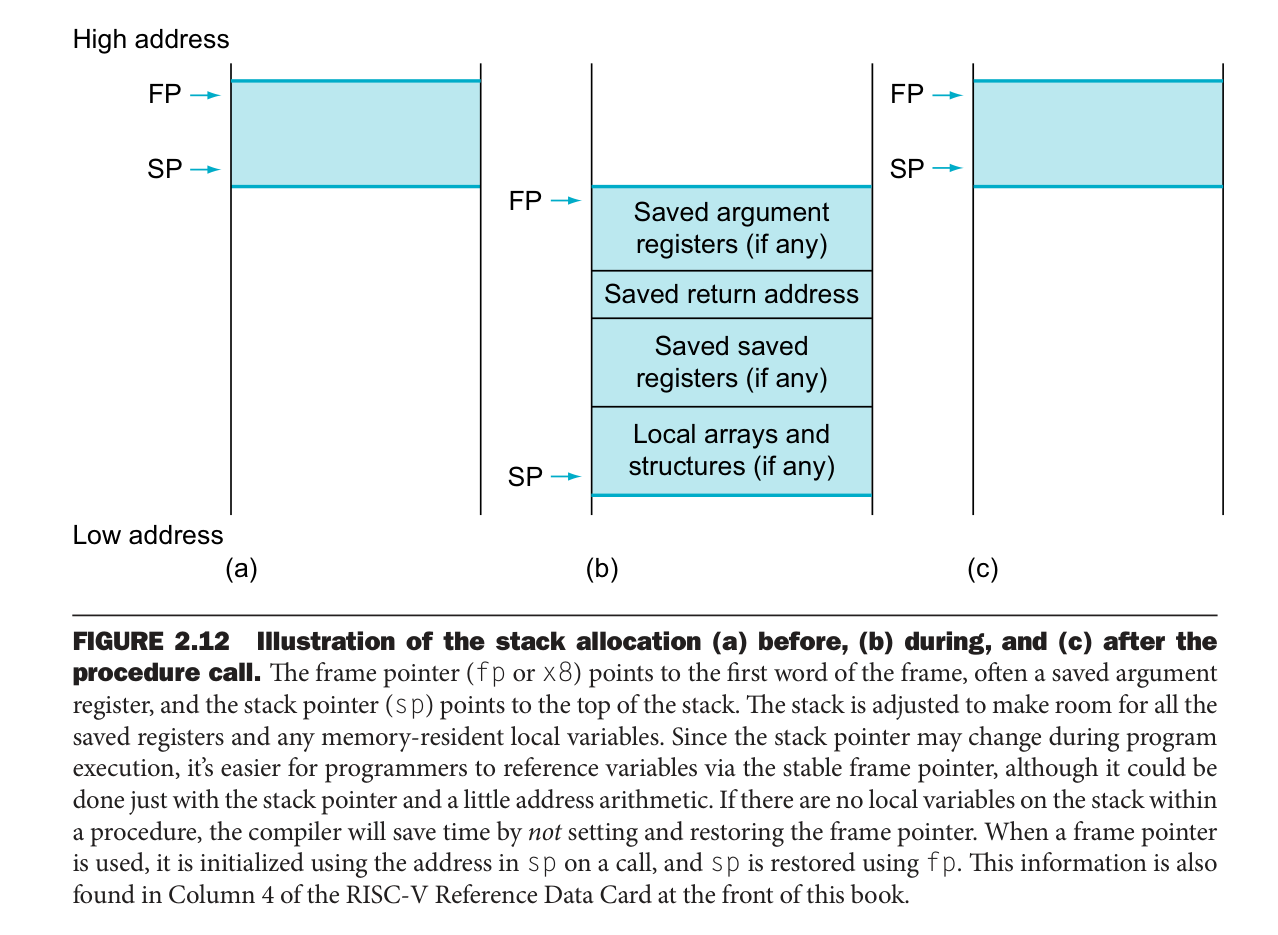 High address
FP
SP
FP
Saved argument
registers (if any)
Saved return address
Saved saved
registers (if any)
Local arrays and
structures (if any)
SP
FP
SP
Low address
(a)
(b)
(c)
FIGURE 2.12 Illustration of the stack allocation (a) before, (b) during, and (c) after the
procedure call. The frame pointer (fp or x8) points to the first word of the frame, often a saved argument
register, and the stack pointer (sp) points to the top of the stack. The stack is adjusted to make room for all the
saved registers and any memory-resident local variables. Since the stack pointer may change during program
execution, it’s easier for programmers to reference variables via the stable frame pointer, although it could be
done just with the stack pointer and a little address arithmetic. If there are no local variables on the stack within
a procedure, the compiler will save time by not setting and restoring the frame pointer. When a frame pointer
is used, it is initialized using the address in sp on a call, and sp is restored using fp. This information is also
found in Column 4 of the RISC-V Reference Data Card at the front of this book.